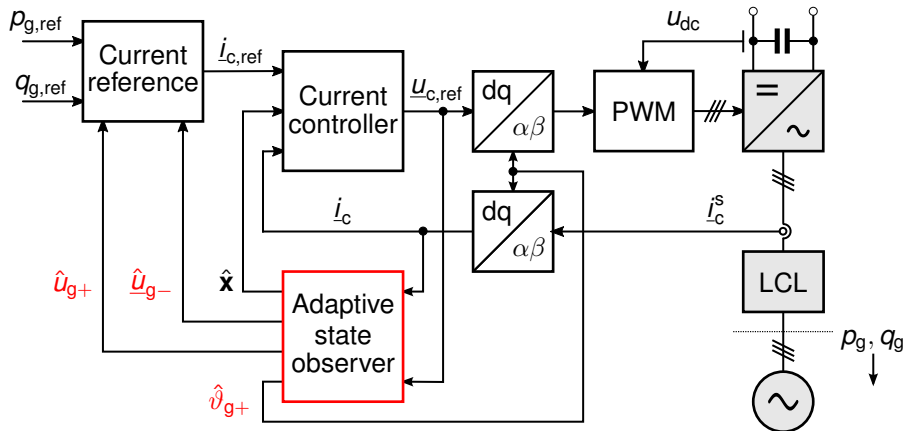 p_g,ref
q_g,ref
Current
reference
i_c,ref
Current
controller
u_c,ref
dq
αβ
PWM
u_dc
=
~
dq
αβ
i_c
i_c^s
LCL
p_g, q_g
~
û_g+
û_g−
x̂
Adaptive
state
observer
ϑ̂_g+